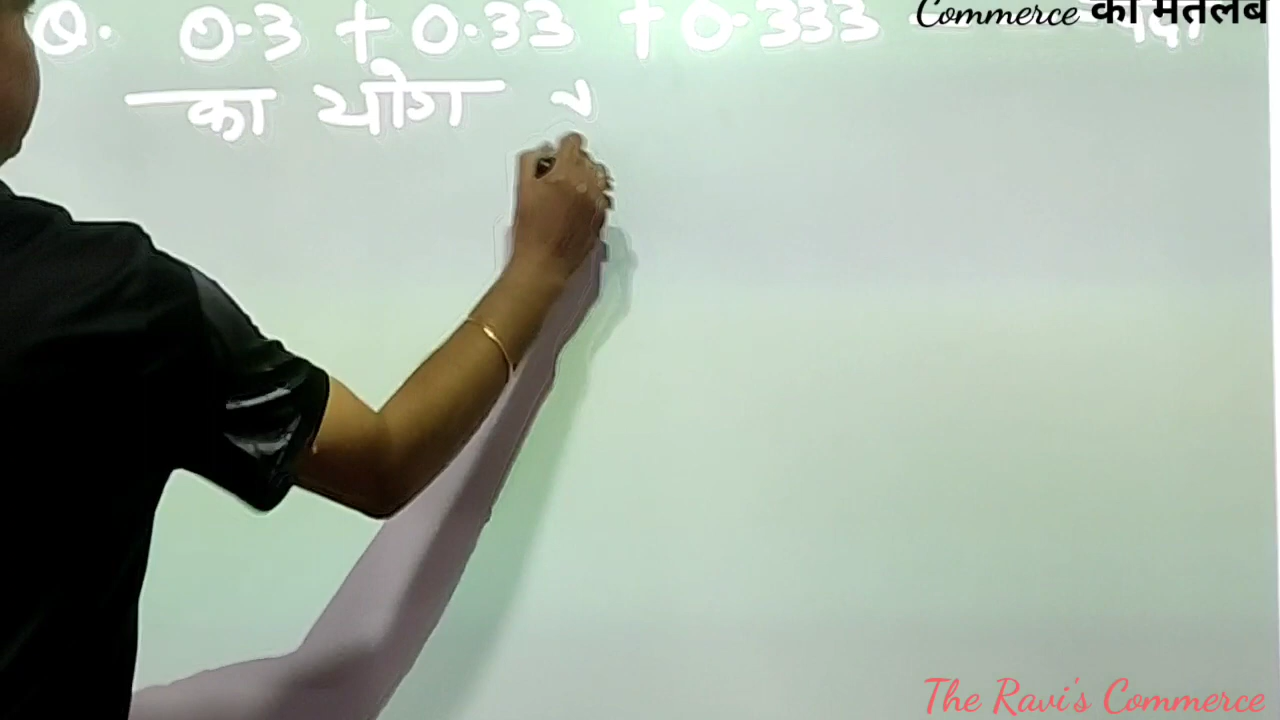 Commerce का मतलब
Q. 0.3 + 0.33 + 0.333
का योग
The Ravi's Commerce